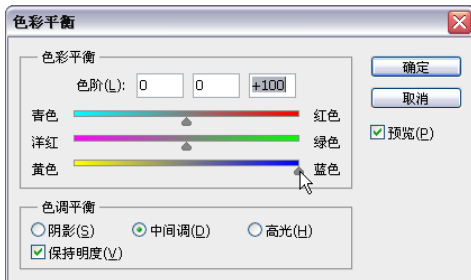 色彩平衡
色彩平衡
色阶(L): 0 0 +100
青色 红色
洋红 绿色
黄色 蓝色
确定
取消
预览(P)
色调平衡
阴影(S) 中间调(D) 高光(H)
保持明度(V)